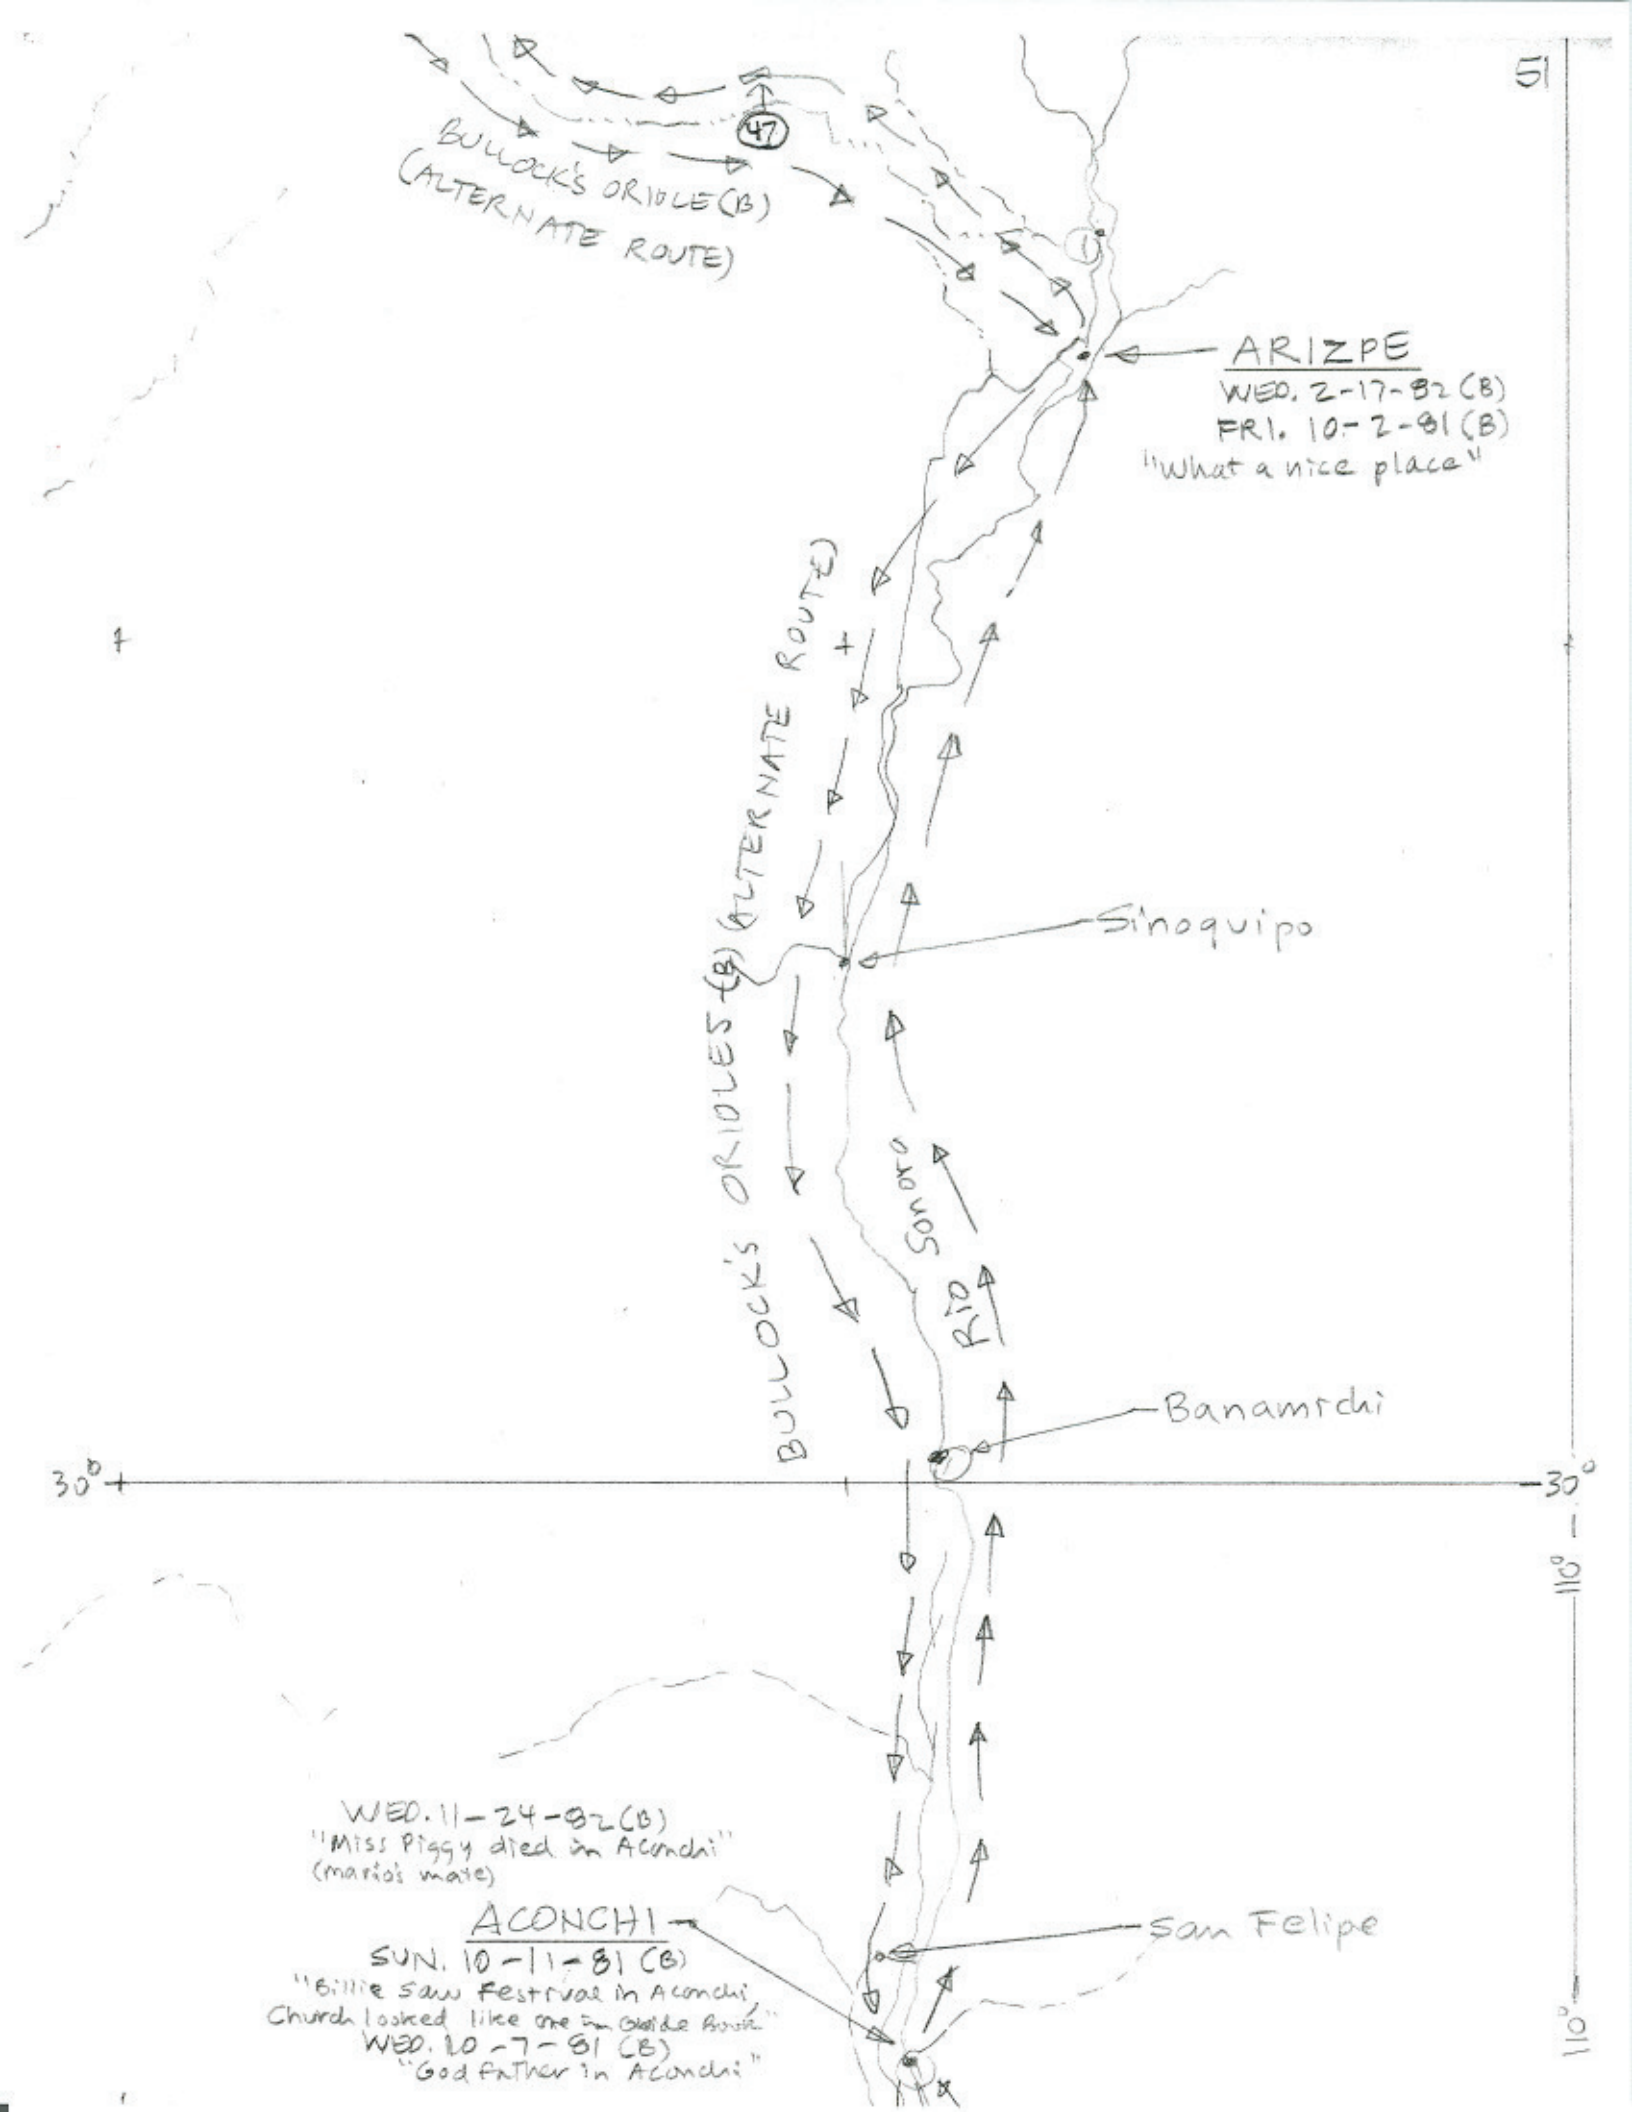 51
47
BULLOCK'S ORIOLE (B)
(ALTERNATE ROUTE)
ARIZPE
WED. 2-17-82 (B)
FRI. 10-2-81 (B)
"What a nice place"
BULLOCK'S ORIOLES (B) (ALTERNATE ROUTE)
Sinoquipo
Rio Sonora
Banamichi
30°
30°
110°
WED. 11-24-82 (B)
"Miss Piggy died in Aconchi"
(Mario's mate)
ACONCHI
San Felipe
SUN. 10-11-81 (B)
"Billie saw Festival in Aconchi,
Church looked like one in Guide Book"
WED. 10-7-81 (B)
"Godfather in Aconchi"
110°